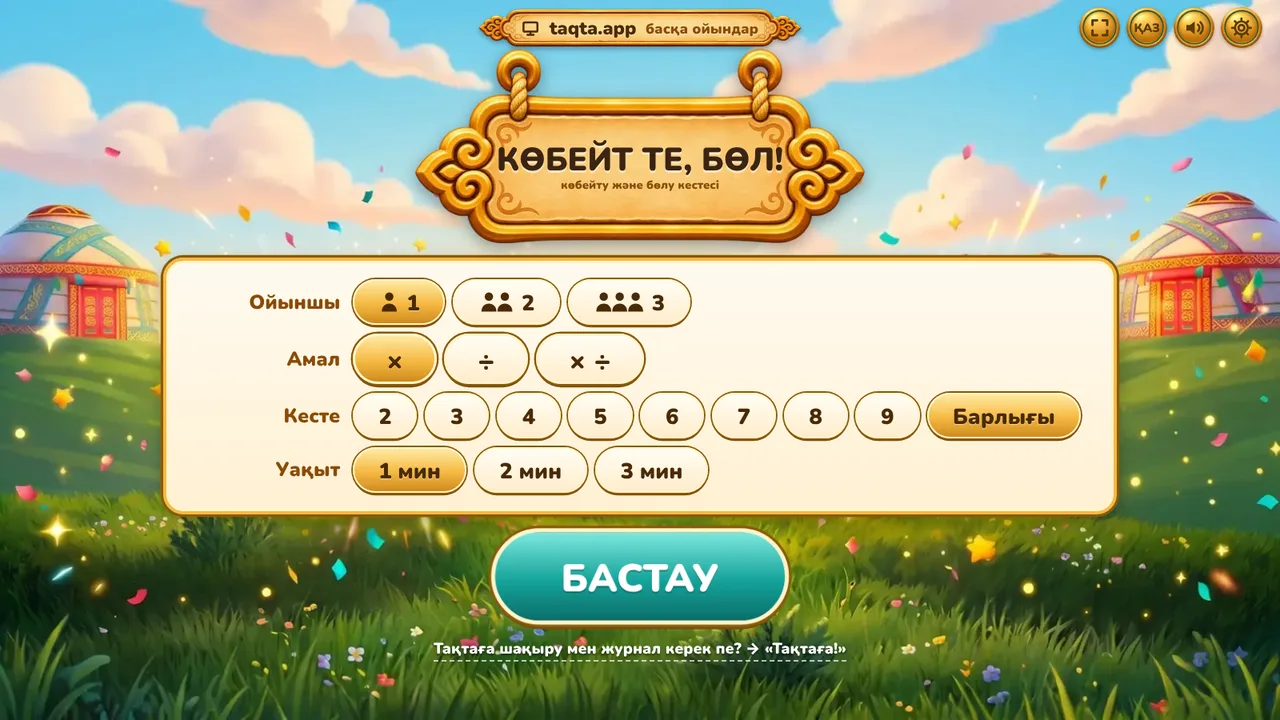 taqta.app басқа ойындар
ҚАЗ
КӨБЕЙТ ТЕ, БӨЛ!
көбейту және бөлу кестесі
Ойыншы 1 2 3
Амал × ÷ × ÷
Кесте 2 3 4 5 6 7 8 9 Барлығы
Уақыт 1 мин 2 мин 3 мин
БАСТАУ
Тақтаға шақыру мен журнал керек пе? → «Тақтаға!»